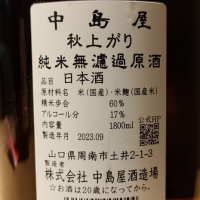 中島屋
秋上がり
純米無濾過原酒
品目 日本酒
原材料名 米(国産)・米麹(国産米)
精米歩合 60%
アルコール分 17%
内容量 1800ml
製造年月 2023.09
公式HP
山口県周南市土井2-1-3
製造者 株式会社 中島屋酒造場
☆お酒は20歳になってから。